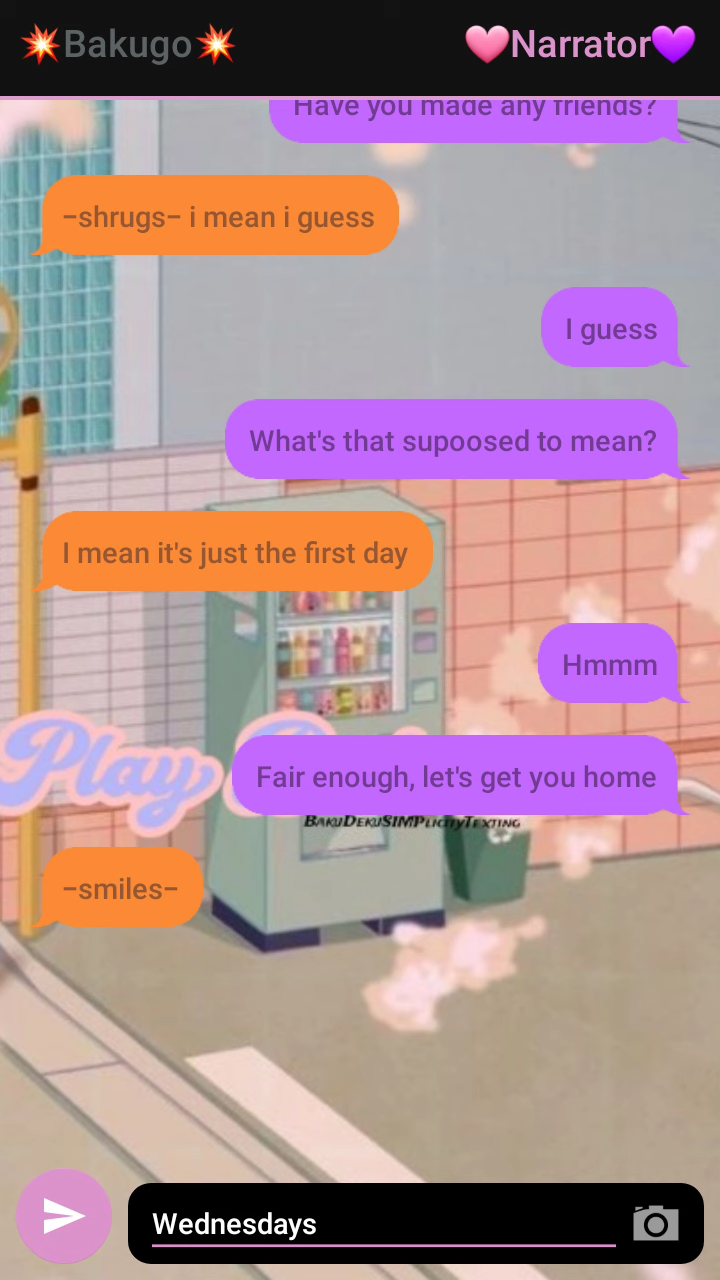 💥Bakugo💥
💗Narrator💜
Have you made any friends?
−shrugs− i mean i guess
I guess
What's that supoosed to mean?
I mean it's just the first day
Hmmm
Play
Fair enough, let's get you home
BAKUDEKUSIMPLICITYTEXTING
−smiles−
Wednesdays